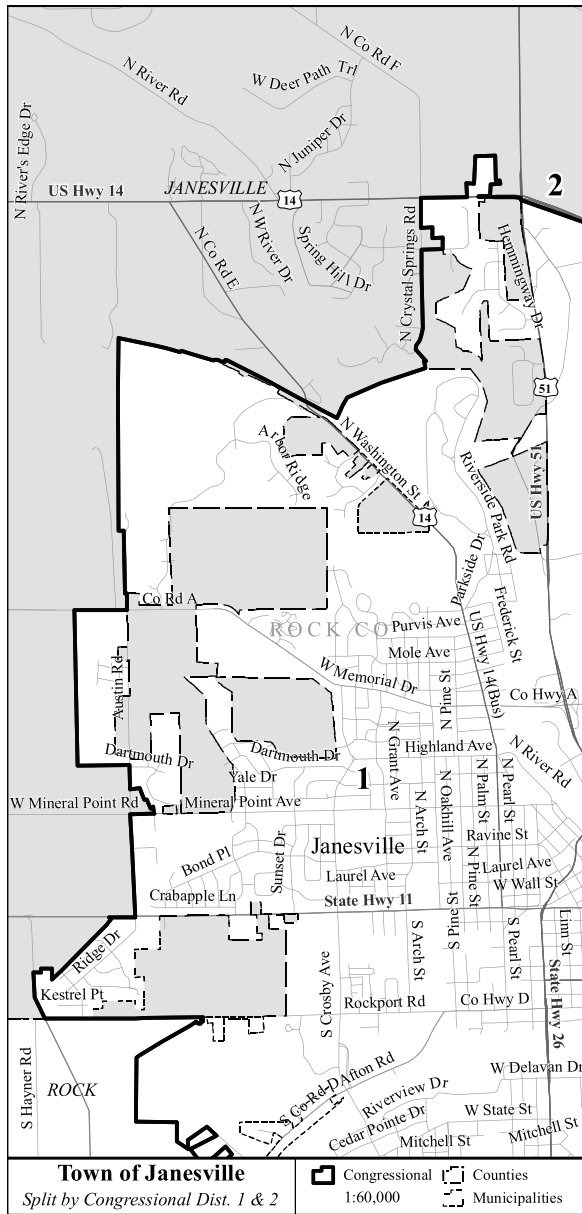 N Co Rd F
N River Rd
W Deer Path Trl
N River's Edge Dr
N Juniper Dr
US Hwy 14
JANESVILLE
14
2
N Co Rd E
N W River Dr
Spring Hill Dr
N Crystal Springs Rd
Hemmingway Dr
51
N Washington St
Arbor Ridge
US Hwy 51
14
Riverside Park Rd
Parkside Dr
Co Rd A
Frederick St
ROCK CO
Purvis Ave
Mole Ave
US Hwy 14(Bus)
W Memorial Dr
N Pine St
Co Hwy A
Austin Rd
N Grant Ave
Highland Ave
N River Rd
Dartmouth Dr
Dartmouth Dr
Yale Dr
1
W Mineral Point Rd
Mineral Point Ave
N Arch St
N Oakhill Ave
N Palm St
N Pearl St
Ravine St
Janesville
Bond Pl
Sunset Dr
Laurel Ave
N Pine St
Laurel Ave
W Wall St
Crabapple Ln
State Hwy 11
Ridge Dr
S Arch St
S Pine St
S Pearl St
Linn St
Kestrel Pt
S Crosby Ave
Rockport Rd
Co Hwy D
State Hwy 26
S Hayner Rd
ROCK
S Co Rd D
Afton Rd
W Delavan Dr
Riverview Dr
Cedar Pointe Dr
W State St
Mitchell St
Mitchell St
Town of Janesville
Split by Congressional Dist. 1 & 2
Congressional
Counties
1:60,000
Municipalities